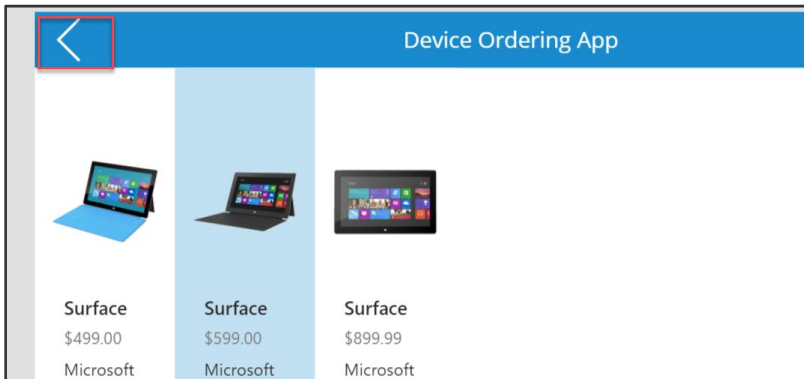 Device Ordering App
Surface Surface Surface
$499.00 $599.00 $899.99
Microsoft Microsoft Microsoft